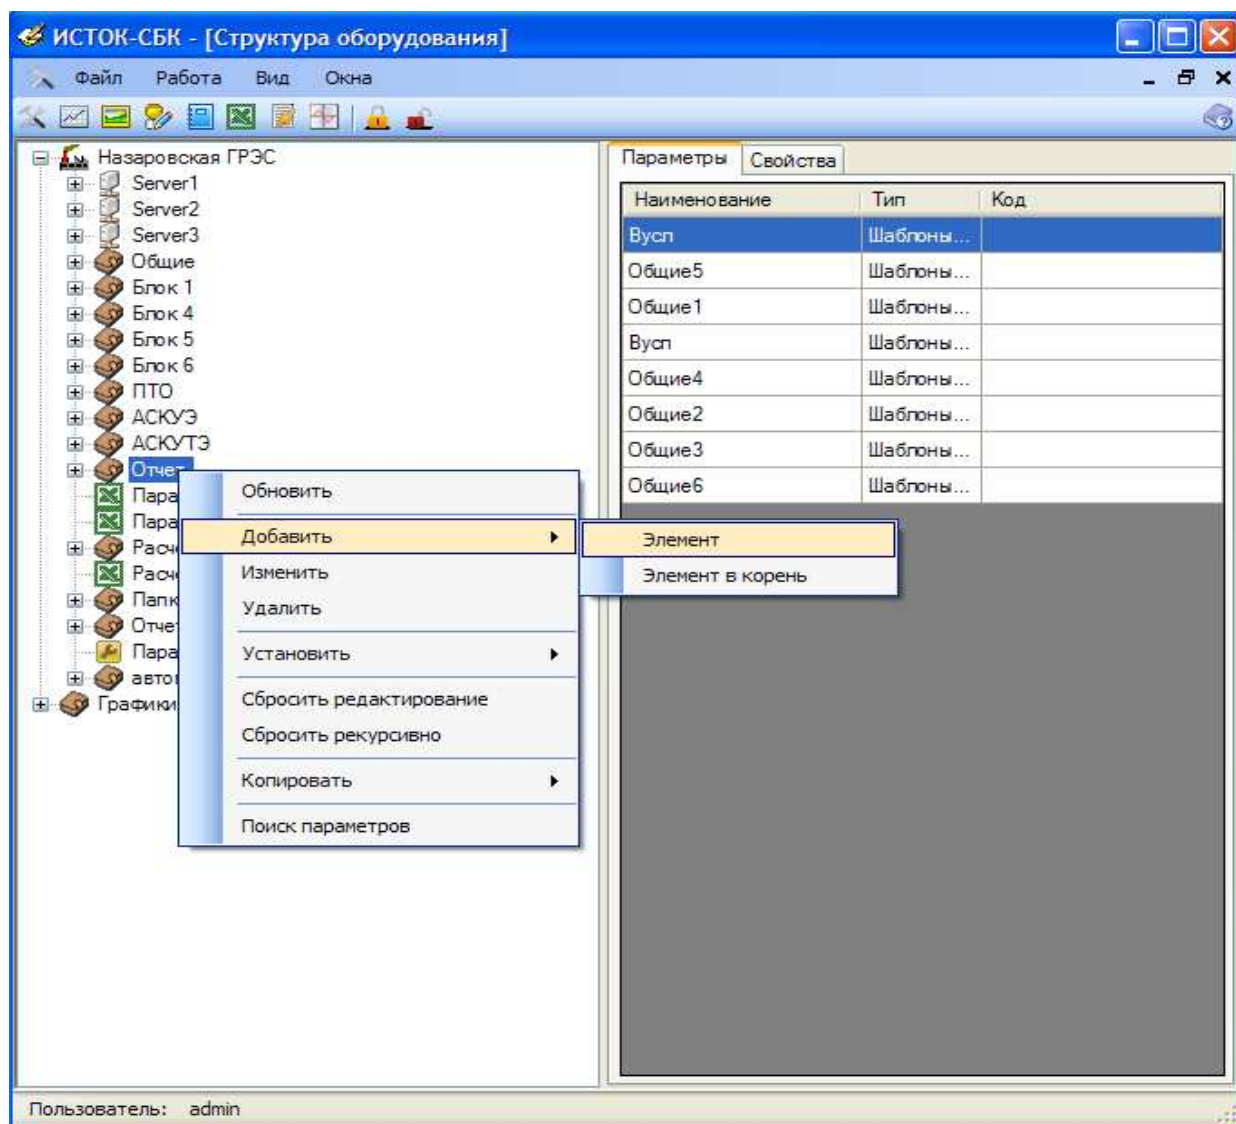 ИСТОК-СБК - [Структура оборудования]
Файл Работа Вид Окна
Назаровская ГРЭС
Server1
Server2
Server3
Общие
Блок 1
Блок 4
Блок 5
Блок 6
ПТО
АСКУЭ
АСКУТЭ
Отчет
Графики
Обновить
Добавить
Изменить
Удалить
Установить
Сбросить редактирование
Сбросить рекурсивно
Копировать
Поиск параметров
Элемент
Элемент в корень
Параметры Свойства
Наименование Тип Код
Вусл Шаблоны...
Общие5 Шаблоны...
Общие1 Шаблоны...
Вусл Шаблоны...
Общие4 Шаблоны...
Общие2 Шаблоны...
Общие3 Шаблоны...
Общие6 Шаблоны...
Пользователь: admin